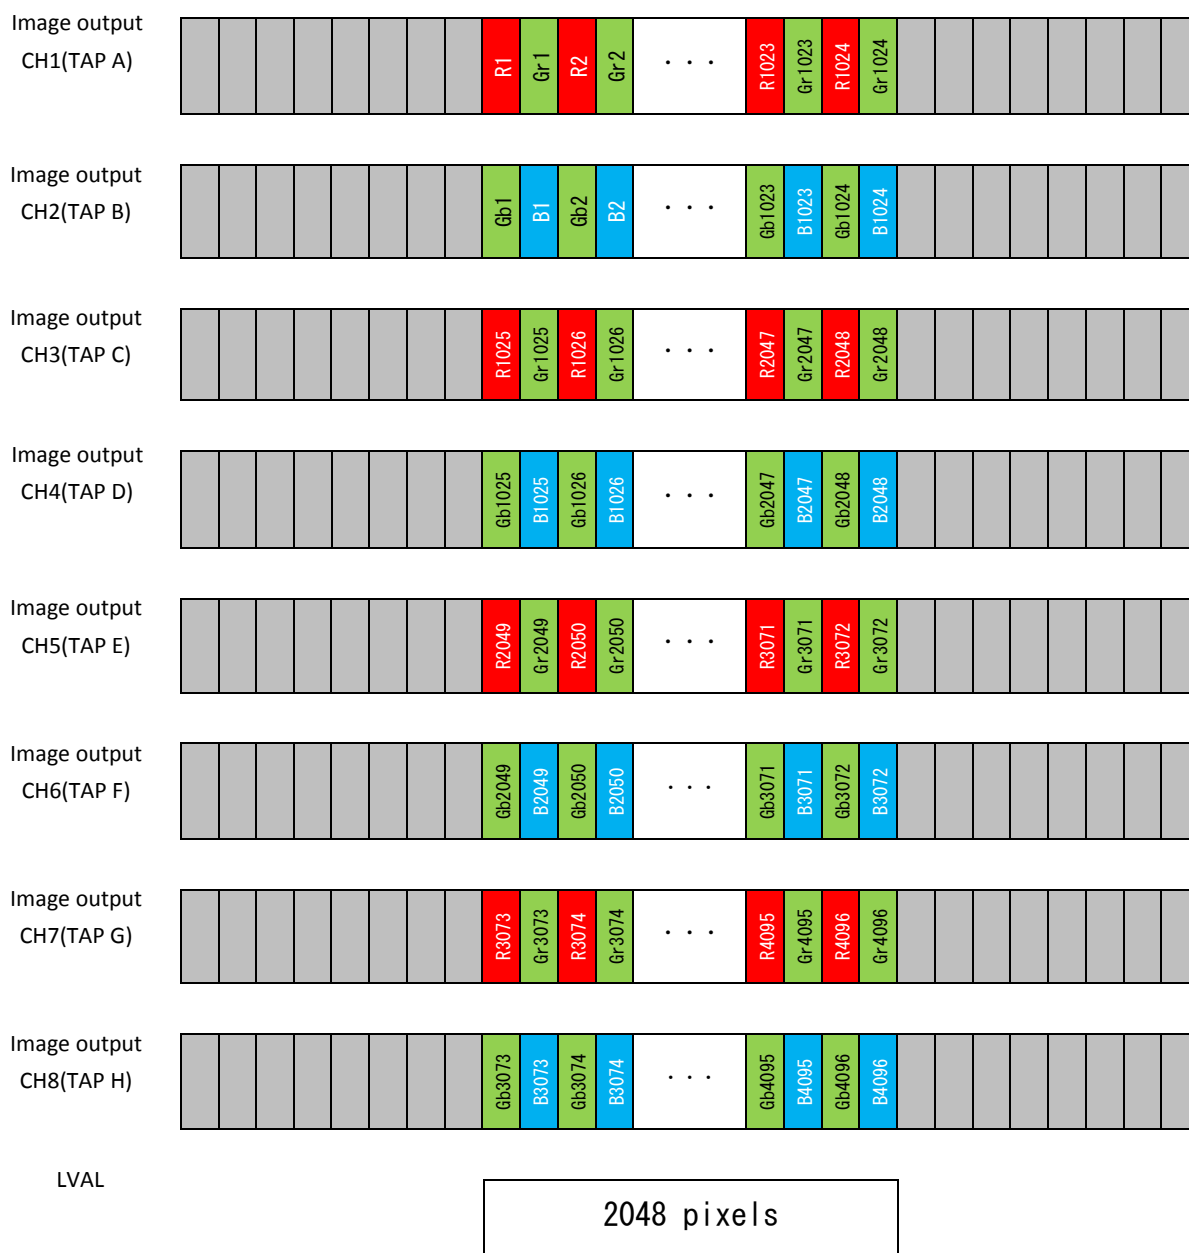 Image output
CH1(TAP A)
R1 Gr1 R2 Gr2 ・・・ R1023 Gr1023 R1024 Gr1024
Image output
CH2(TAP B)
Gb1 B1 Gb2 B2 ・・・ Gb1023 B1023 Gb1024 B1024
Image output
CH3(TAP C)
R1025 Gr1025 R1026 Gr1026 ・・・ R2047 Gr2047 R2048 Gr2048
Image output
CH4(TAP D)
Gb1025 B1025 Gb1026 B1026 ・・・ Gb2047 B2047 Gb2048 B2048
Image output
CH5(TAP E)
R2049 Gr2049 R2050 Gr2050 ・・・ R3071 Gr3071 R3072 Gr3072
Image output
CH6(TAP F)
Gb2049 B2049 Gb2050 B2050 ・・・ Gb3071 B3071 Gb3072 B3072
Image output
CH7(TAP G)
R3073 Gr3073 R3074 Gr3074 ・・・ R4095 Gr4095 R4096 Gr4096
Image output
CH8(TAP H)
Gb3073 B3073 Gb3074 B3074 ・・・ Gb4095 B4095 Gb4096 B4096
LVAL
2048 pixels